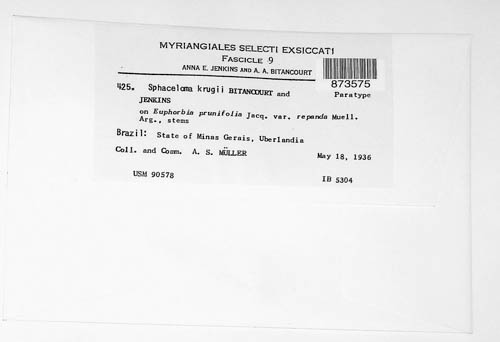 MYRIANGIALES SELECTI EXSICCATI
FASCICLE 9
ANNA E. JENKINS AND A. A. BITANCOURT
873575
425. Sphaceloma krugii BITANCOURT and Paratype
JENKINS
on Euphorbia prunifolia Jacq. var. repanda Muell.
Arg., stems
Brazil: State of Minas Gerais, Uberlandia
Coll. and Comm. A. S. MÜLLER May 18, 1936
USM 90578 IB 5304